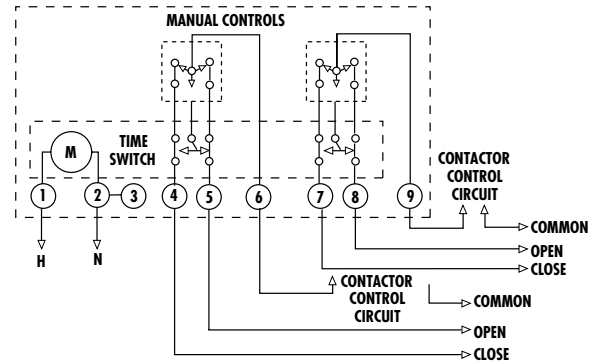 MANUAL CONTROLS
M
TIME
SWITCH
1
2
3
4
5
6
7
8
9
H
N
CONTACTOR
CONTROL
CIRCUIT
COMMON
OPEN
CLOSE
CONTACTOR
CONTROL
CIRCUIT
COMMON
OPEN
CLOSE